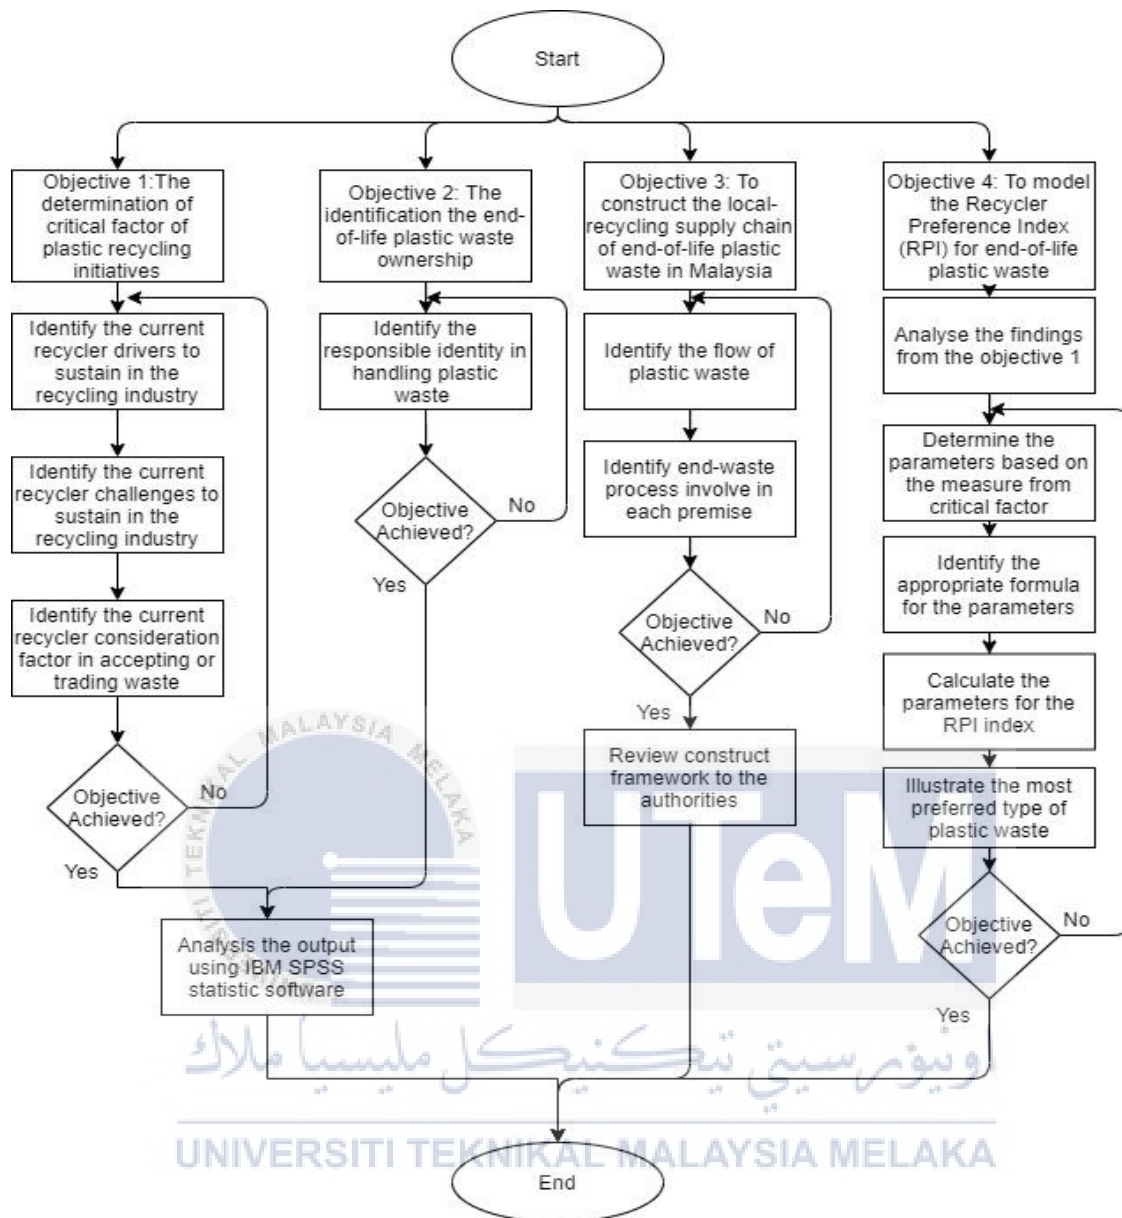 Start
Objective 1:The
determination of
critical factor of
plastic recycling
initiatives
Identify the current
recycler drivers to
sustain in the
recycling industry
Identify the current
recycler challenges to
sustain in the
recycling industry
Identify the current
recycler consideration
factor in accepting or
trading waste
Objective
Achieved?
No
Yes
Objective 2: The
identification the end-
of-life plastic waste
ownership
Identify the
responsible identity in
handling plastic
waste
Objective
Achieved?
No
Yes
Analysis the output
using IBM SPSS
statistic software
Objective 3: To
construct the local-
recycling supply chain
of end-of-life plastic
waste in Malaysia
Identify the flow of
plastic waste
Identify end-waste
process involve in
each premise
Objective
Achieved?
No
Yes
Review construct
framework to the
authorities
Objective 4: To model
the Recycler
Preference Index
(RPI) for end-of-life
plastic waste
Analyse the findings
from the objective 1
Determine the
parameters based on
the measure from
critical factor
Identify the
appropriate formula
for the parameters
Calculate the
parameters for the
RPI index
Illustrate the most
preferred type of
plastic waste
Objective
Achieved?
No
Yes
End
TEKNIKAL MALAYSIA MELAKA
UTeM
اونيۏرسيتي تيكنيكل مليسيا ملاك
UNIVERSITI TEKNIKAL MALAYSIA MELAKA